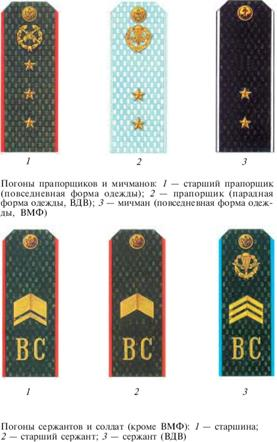 1 2 3
Погоны прапорщиков и мичманов: 1 — старший прапорщик
(повседневная форма одежды); 2 — прапорщик (парадная
форма одежды, ВДВ); 3 — мичман (повседневная форма одеж-
ды, ВМФ)
ВС ВС ВС
1 2 3
Погоны сержантов и солдат (кроме ВМФ): 1 — старшина;
2 — старший сержант; 3 — сержант (ВДВ)